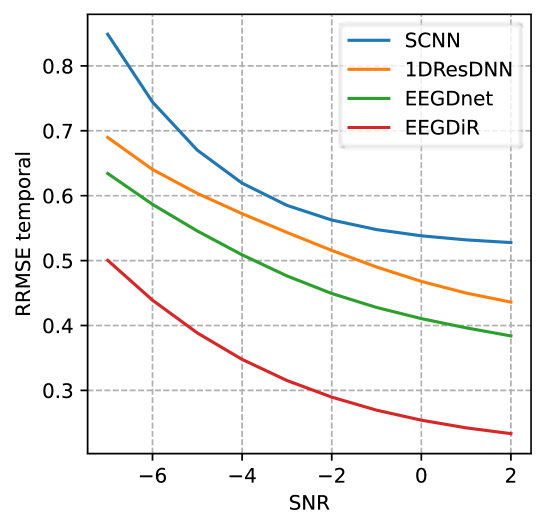 SCNN
1DResDNN
EEGDnet
EEGDiR
RRMSE temporal
0.8
0.7
0.6
0.5
0.4
0.3
−6 −4 −2 0 2
SNR